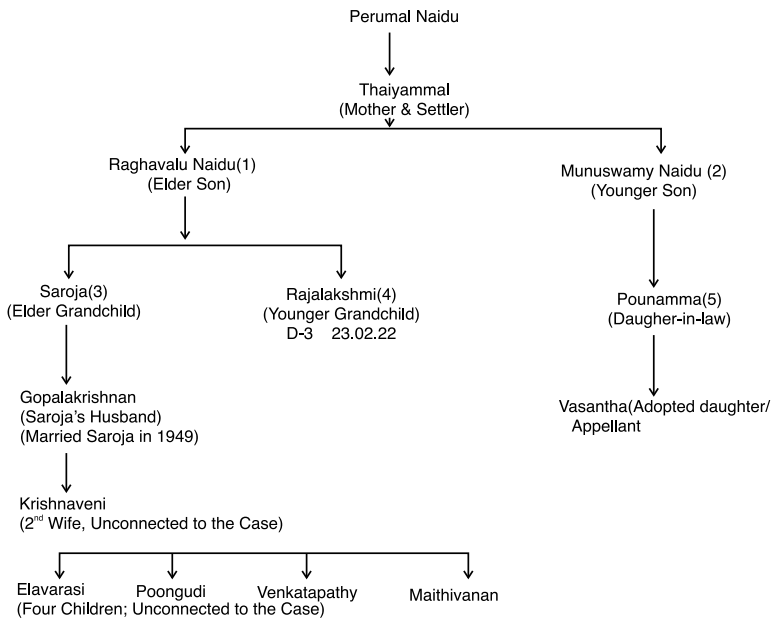 Perumal Naidu
Thaiyammal
(Mother & Settler)
Raghavalu Naidu(1)
(Elder Son)
Munuswamy Naidu (2)
(Younger Son)
Saroja(3)
(Elder Grandchild)
Rajalakshmi(4)
(Younger Grandchild)
D-3 23.02.22
Pounamma(5)
(Daugher-in-law)
Gopalakrishnan
(Saroja's Husband)
(Married Saroja in 1949)
Vasantha(Adopted daughter/
Appellant
Krishnaveni
(2nd Wife, Unconnected to the Case)
Elavarasi Poongudi Venkatapathy Maithivanan
(Four Children; Unconnected to the Case)